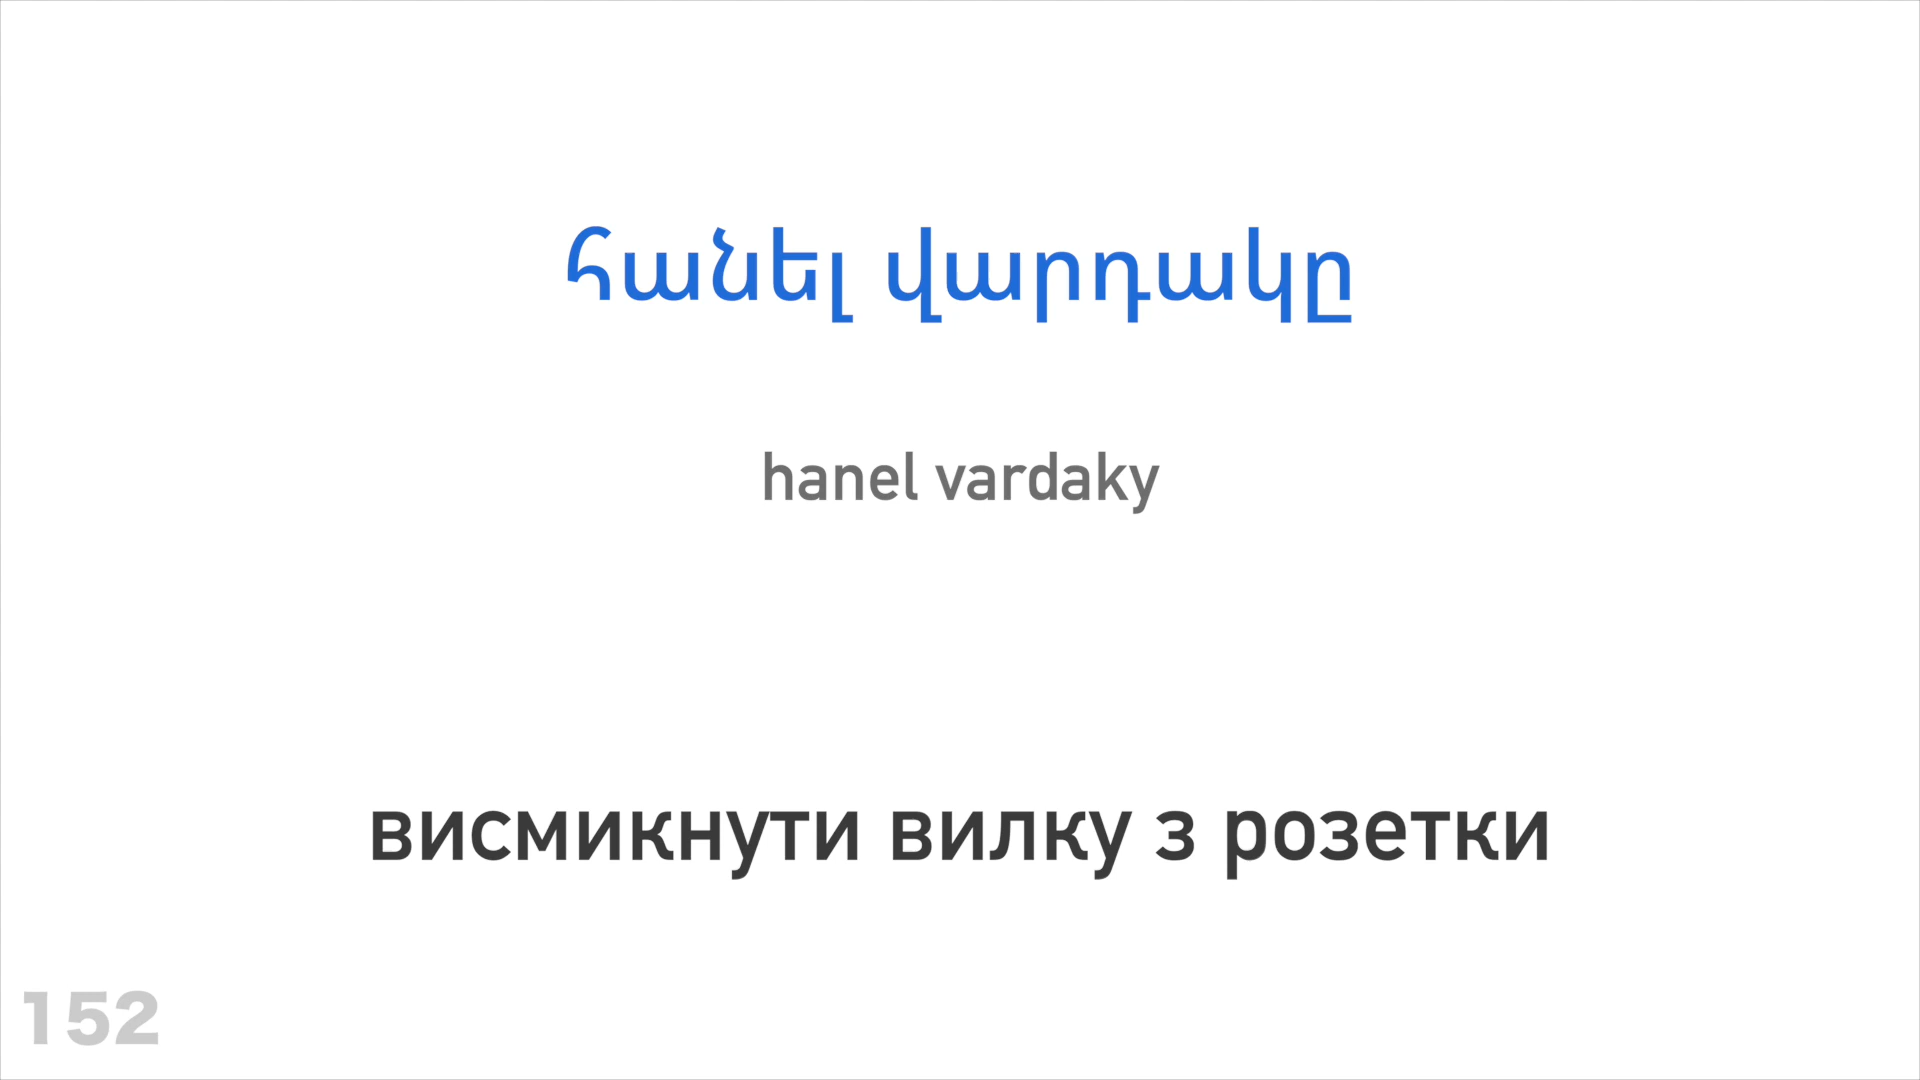 հանել վարդակը
hanel vardaky
висмикнути вилку з розетки
152